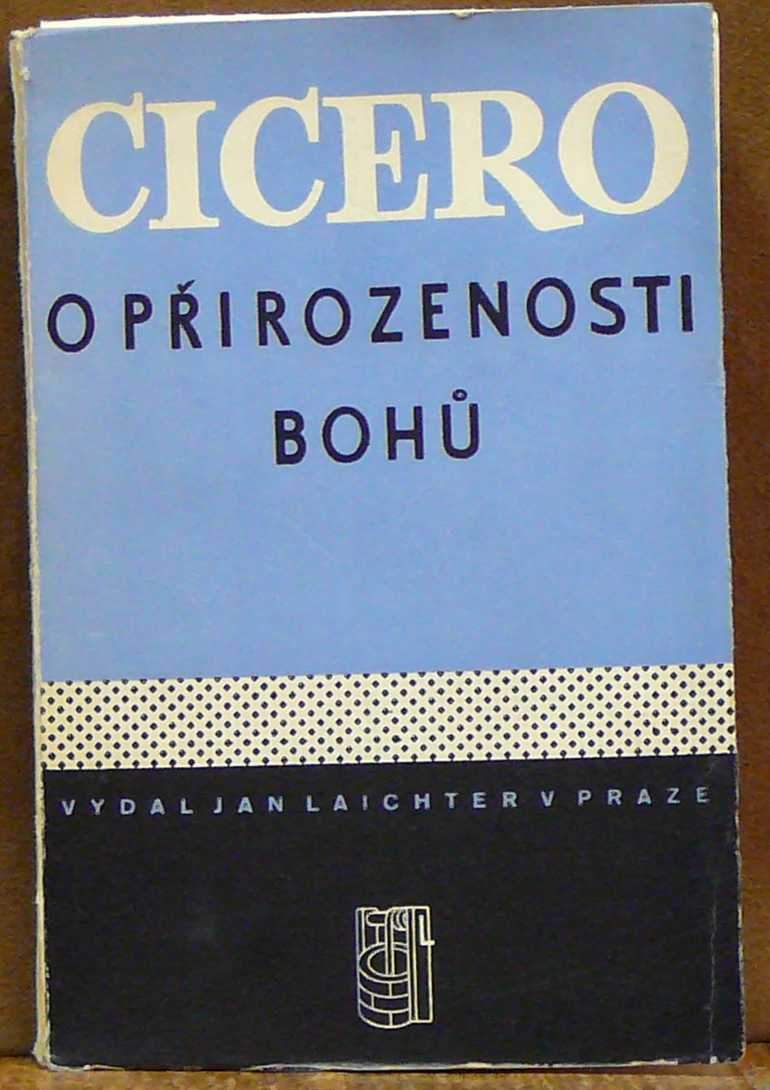 CICERO
O PŘIROZENOSTI
BOHŮ
VYDAL JAN LAICHTER V PRAZE
L